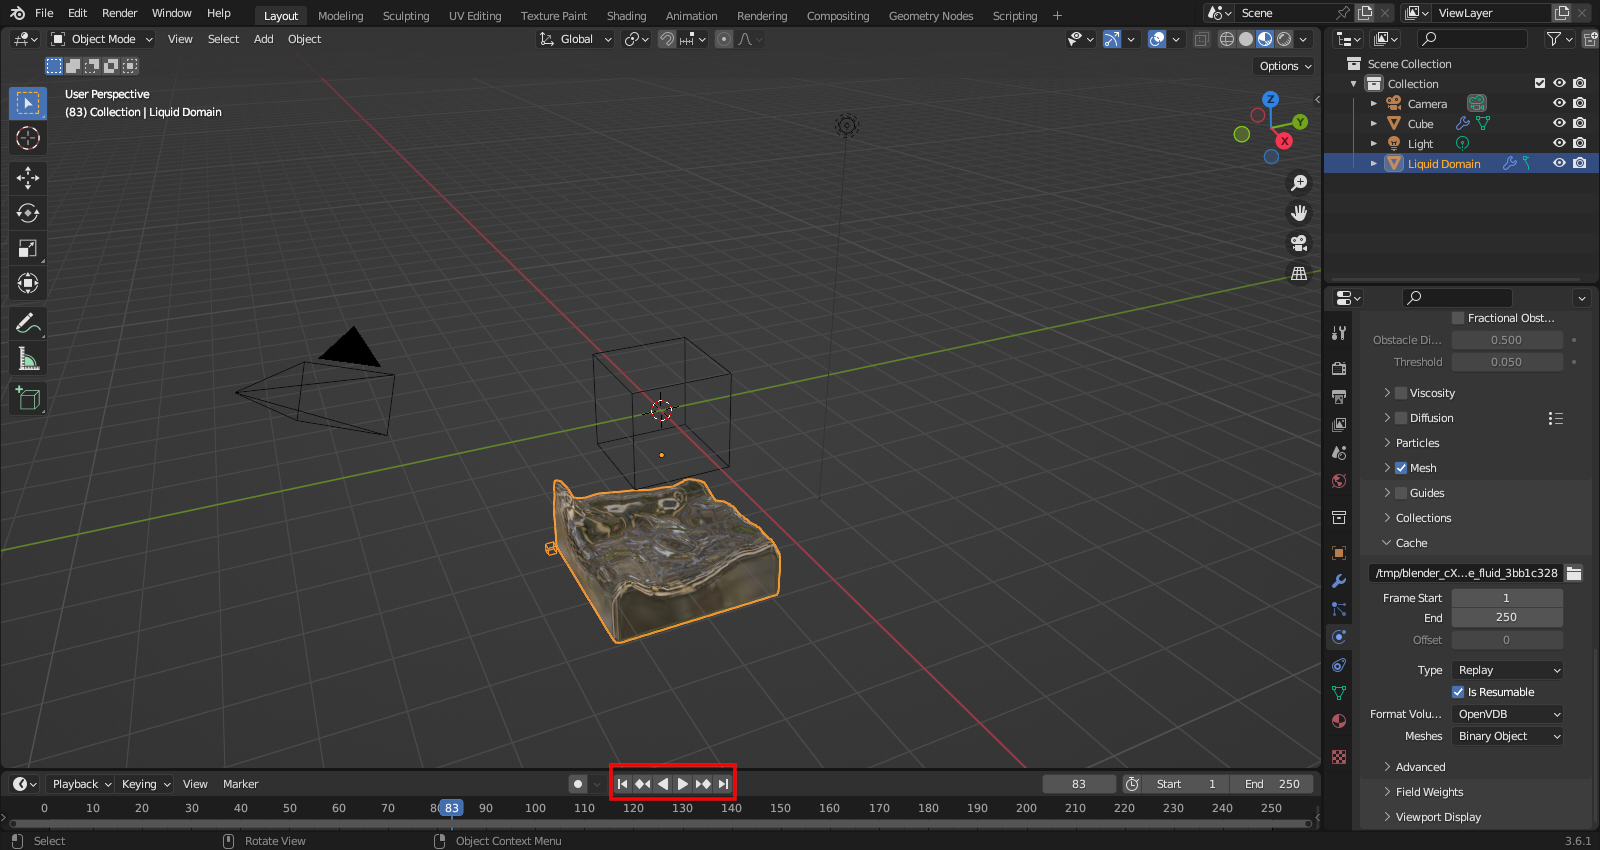 File Edit Render Window Help
Layout Modeling Sculpting UV Editing Texture Paint Shading Animation Rendering Compositing Geometry Nodes Scripting +
Scene
ViewLayer
Object Mode View Select Add Object
Global
Options
User Perspective
(83) Collection | Liquid Domain
Z
Y
X
Scene Collection
Collection
Camera
Cube
Light
Liquid Domain
Fractional Obst...
Obstacle Di... 0.500
Threshold 0.050
Viscosity
Diffusion
Particles
Mesh
Guides
Collections
Cache
/tmp/blender_cX...e_fluid_3bb1c328
Frame Start 1
End 250
Offset 0
Type Replay
Is Resumable
Format Volu... OpenVDB
Meshes Binary Object
Advanced
Field Weights
Viewport Display
Playback Keying View Marker
83 Start 1 End 250
0 10 20 30 40 50 60 70 80 83 90 100 110 120 130 140 150 160 170 180 190 200 210 220 230 240 250
Select Rotate View Object Context Menu
3.6.1